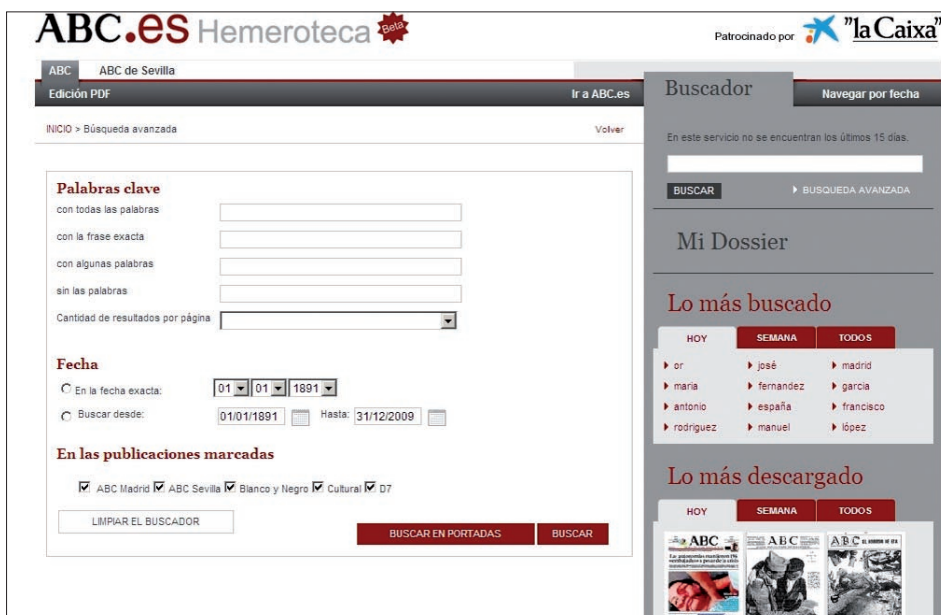 ABC.es Hemeroteca Beta
Patrocinado por "la Caixa"
ABC ABC de Sevilla
Edición PDF Ir a ABC.es
INICIO > Búsqueda avanzada Volver
Palabras clave
con todas las palabras
con la frase exacta
con algunas palabras
sin las palabras
Cantidad de resultados por página
Fecha
En la fecha exacta: 01 01 1891
Buscar desde: 01/01/1891 Hasta: 31/12/2009
En las publicaciones marcadas
ABC Madrid ABC Sevilla Blanco y Negro Cultural D7
LIMPIAR EL BUSCADOR
BUSCAR EN PORTADAS BUSCAR
Buscador Navegar por fecha
En este servicio no se encuentran los últimos 15 días.
BUSCAR BUSQUEDA AVANZADA
Mi Dossier
Lo más buscado
HOY SEMANA TODOS
or josé madrid
maria fernandez garcia
antonio españa francisco
rodriguez manuel lópez
Lo más descargado
HOY SEMANA TODOS
ABC ABC ABC